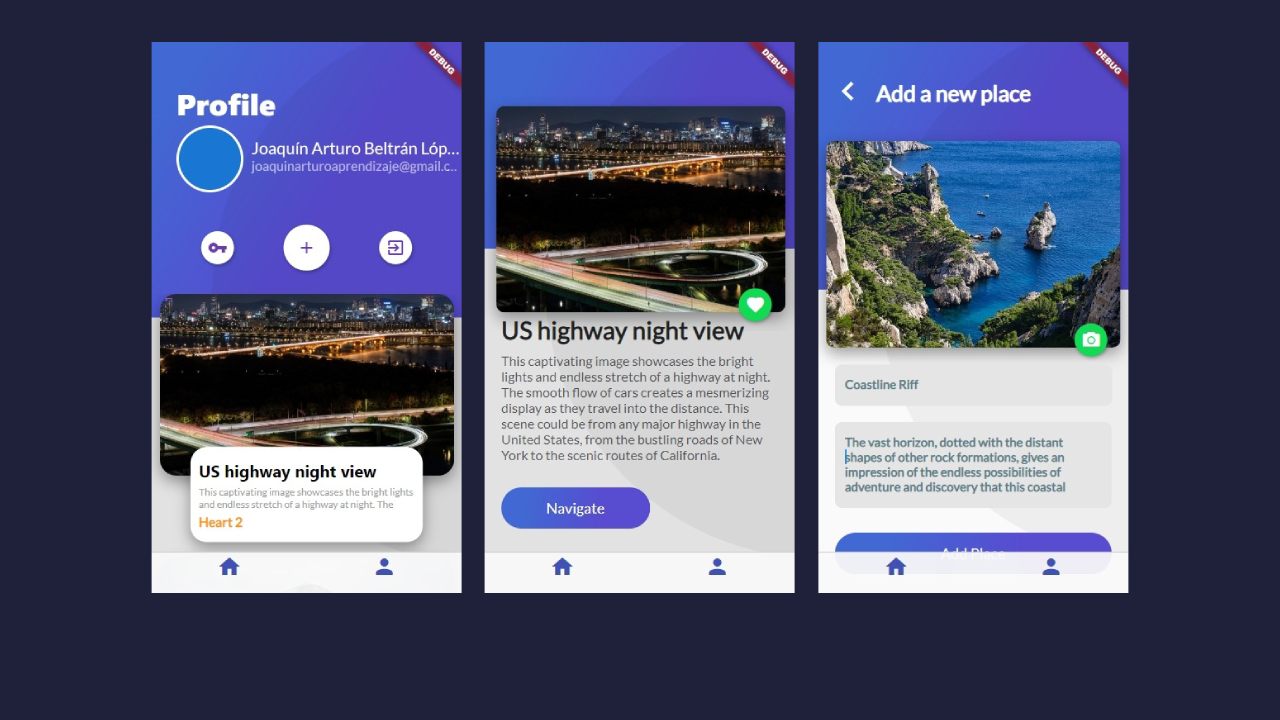 DEBUG
Profile
Joaquín Arturo Beltrán Lóp...
joaquinarturoaprendizaje@gmail.c...
US highway night view
This captivating image showcases the bright lights
and endless stretch of a highway at night. The
Heart 2
DEBUG
US highway night view
This captivating image showcases the bright
lights and endless stretch of a highway at night.
The smooth flow of cars creates a mesmerizing
display as they travel into the distance. This
scene could be from any major highway in the
United States, from the bustling roads of New
York to the scenic routes of California.
Navigate
DEBUG
Add a new place
Coastline Riff
The vast horizon, dotted with the distant
shapes of other rock formations, gives an
impression of the endless possibilities of
adventure and discovery that this coastal
Add Place